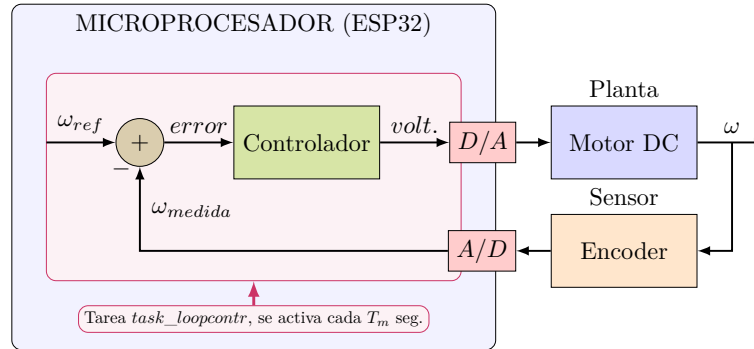 MICROPROCESADOR (ESP32)
Planta
ω_ref
+
−
error
Controlador
volt.
D/A
Motor DC
ω
Sensor
ω_medida
A/D
Encoder
Tarea task_loopcontr, se activa cada T_m seg.